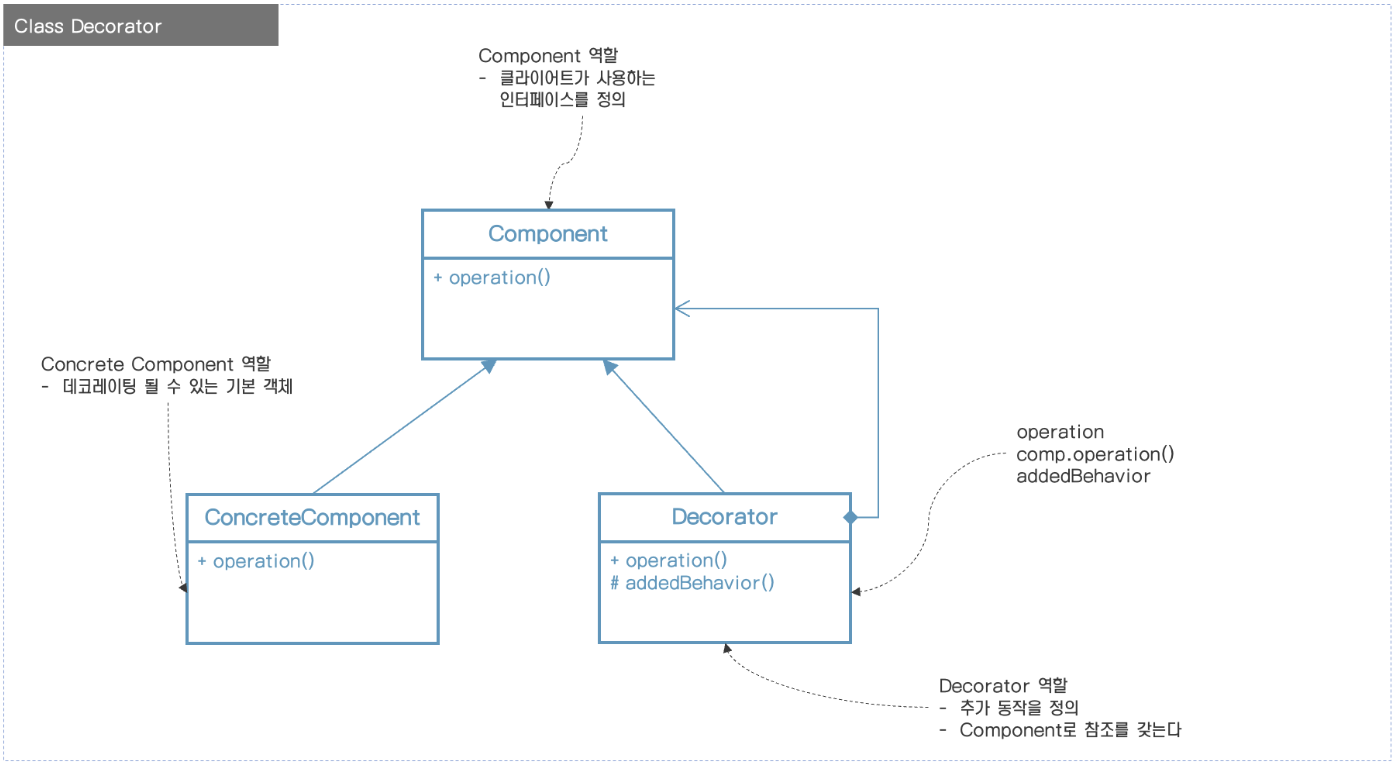 Class Decorator
Component 역할
- 클라이어트가 사용하는
인터페이스를 정의
Component
+ operation()
Concrete Component 역할
- 데코레이팅 될 수 있는 기본 객체
operation
comp.operation()
addedBehavior
ConcreteComponent
+ operation()
Decorator
+ operation()
# addedBehavior()
Decorator 역할
- 추가 동작을 정의
- Component로 참조를 갖는다